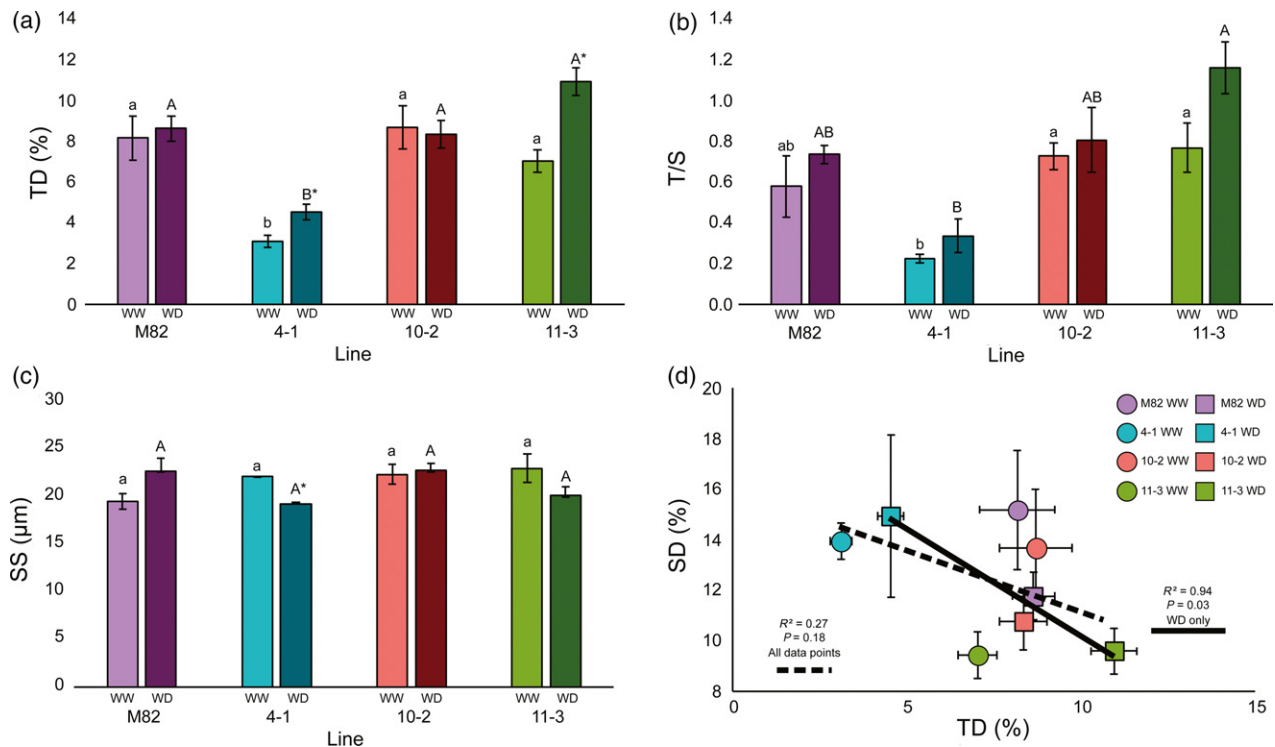 (a)
14
12
10
8
6
4
2
0
TD (%)
a A
b B*
a A
a A*
WW WD WW WD WW WD WW WD
M82 4-1 10-2 11-3
Line
(b)
1.4
1.2
1.0
0.8
0.6
0.4
0.2
0.0
T/S
ab AB
b B
a AB
a A
WW WD WW WD WW WD WW WD
M82 4-1 10-2 11-3
Line
(c)
30
25
20
15
10
5
0
SS (µm)
a A
a A*
a A
a A
WW WD WW WD WW WD WW WD
M82 4-1 10-2 11-3
Line
(d)
20
18
16
14
12
10
8
SD (%)
M82 WW M82 WD
4-1 WW 4-1 WD
10-2 WW 10-2 WD
11-3 WW 11-3 WD
R² = 0.94
P = 0.03
WD only
R² = 0.27
P = 0.18
All data points
0 5 10 15
TD (%)